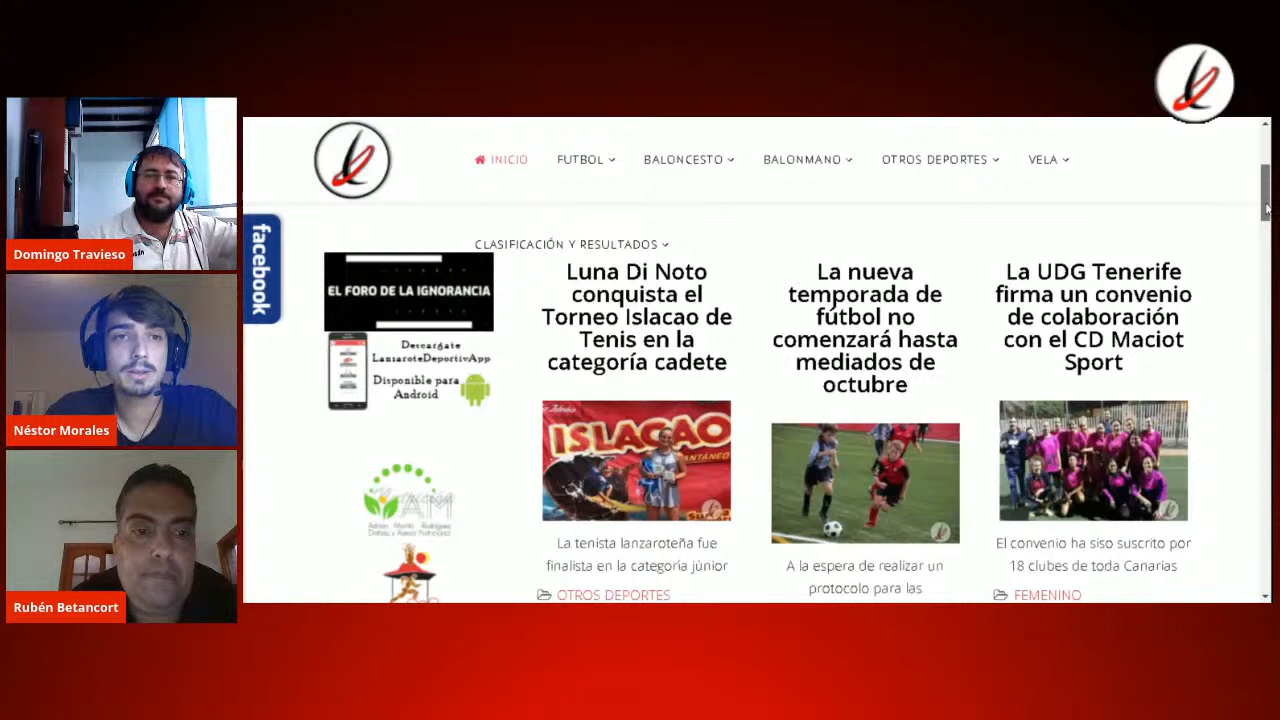 Domingo Travieso
Néstor Morales
Rubén Betancort
INICIO FUTBOL BALONCESTO BALONMANO OTROS DEPORTES VELA
CLASIFICACIÓN Y RESULTADOS
facebook
EL FORO DE LA IGNORANCIA
Descárgate
LanzaroteDeportivApp
Disponible para
Android
AM
Luna Di Noto
conquista el
Torneo Islacao de
Tenis en la
categoría cadete
ISLACAO
La tenista lanzaroteña fue
finalista en la categoría júnior
OTROS DEPORTES
La nueva
temporada de
fútbol no
comenzará hasta
mediados de
octubre
A la espera de realizar un
protocolo para las
La UDG Tenerife
firma un convenio
de colaboración
con el CD Maciot
Sport
El convenio ha siso suscrito por
18 clubes de toda Canarias
FEMENINO